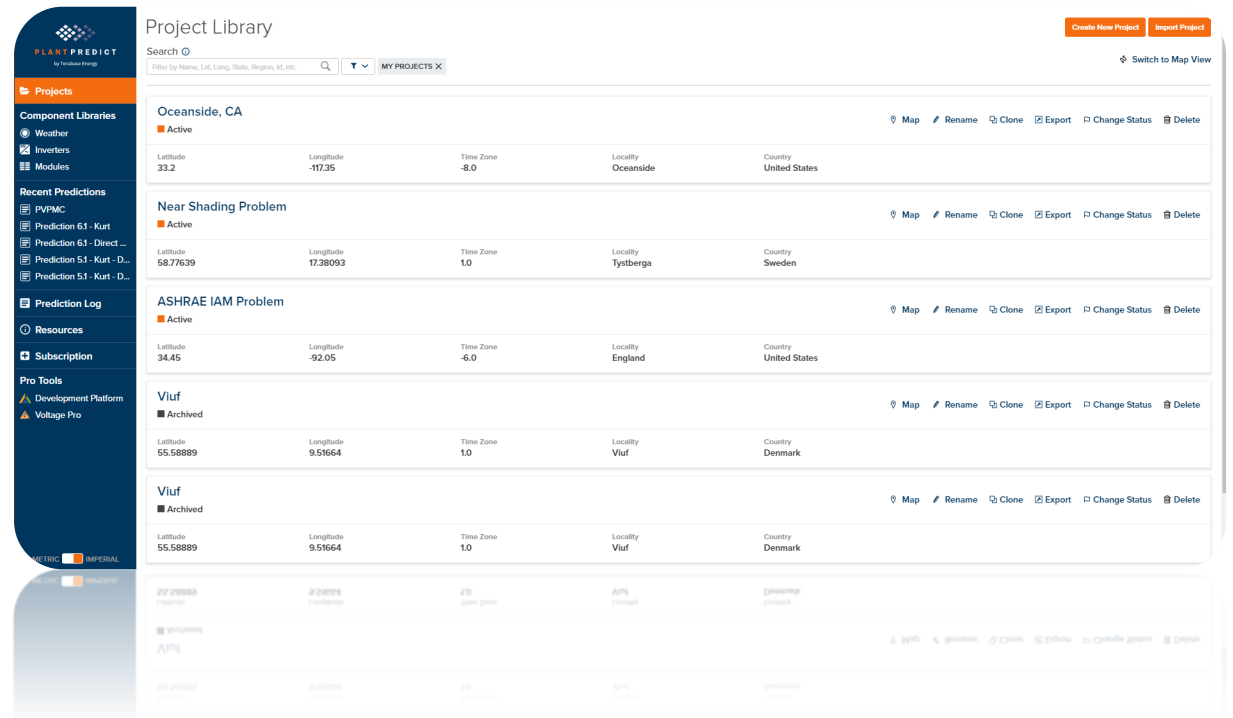 PLANTPREDICT
by Terabase Energy
Projects
Component Libraries
Weather
Inverters
Modules
Recent Predictions
PVPMC
Prediction 6.1 - Kurt
Prediction 6.1 - Direct ...
Prediction 5.1 - Kurt - D...
Prediction 5.1 - Kurt - D...
Prediction Log
Resources
Subscription
Pro Tools
Development Platform
Voltage Pro
METRIC IMPERIAL
Project Library
Create New Project Import Project
Search
Filter by Name, Lat, Long, State, Region, Id, etc. MY PROJECTS X
Switch to Map View
Oceanside, CA
Active
Map Rename Clone Export Change Status Delete
Latitude Longitude Time Zone Locality Country
33.2 -117.35 -8.0 Oceanside United States
Near Shading Problem
Active
Map Rename Clone Export Change Status Delete
Latitude Longitude Time Zone Locality Country
58.77639 17.38093 1.0 Tystberga Sweden
ASHRAE IAM Problem
Active
Map Rename Clone Export Change Status Delete
Latitude Longitude Time Zone Locality Country
34.45 -92.05 -6.0 England United States
Viuf
Archived
Map Rename Clone Export Change Status Delete
Latitude Longitude Time Zone Locality Country
55.58889 9.51664 1.0 Viuf Denmark
Viuf
Archived
Map Rename Clone Export Change Status Delete
Latitude Longitude Time Zone Locality Country
55.58889 9.51664 1.0 Viuf Denmark